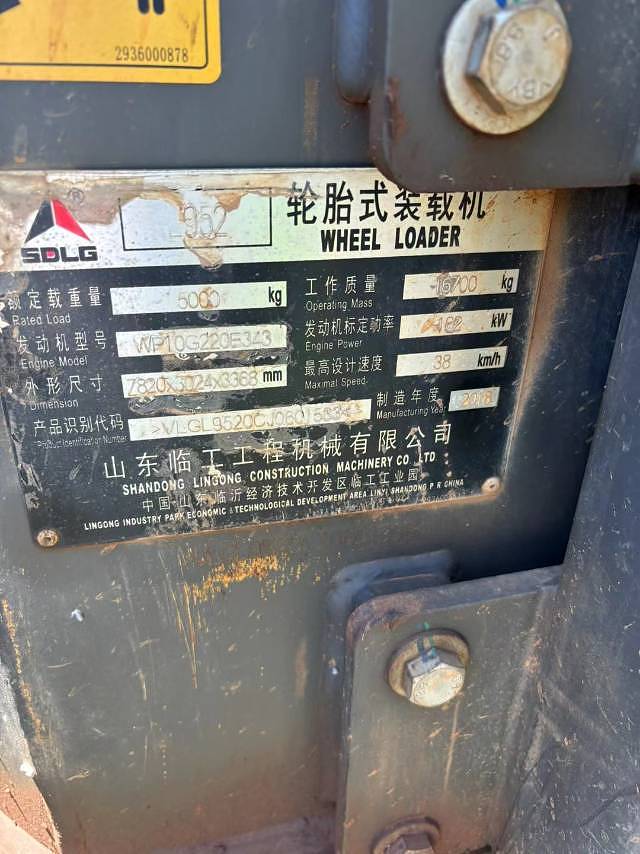 2936000878
SDLG ®
952
轮胎式装载机
WHEEL LOADER
额定载重量 5000 kg
Rated Load
发动机型号 WP10G220E343
Engine Model
外形尺寸 7820x3024x3368 mm
Dimension
产品识别代码
Product Identification Number
工作质量 16700 kg
Operating Mass
发动机标定功率 162 kW
Engine Power
最高设计速度 38 km/h
Maximal Speed
制造年度 2018
Manufacturing Year
山东临工工程机械有限公司
SHANDONG LINGONG CONSTRUCTION MACHINERY CO.,LTD.
中国·山东临沂经济技术开发区临工工业园
LINGONG INDUSTRY PARK ECONOMIC & TECHNOLOGICAL DEVELOPMENT AREA LINYI SHANDONG P R CHINA
8.8